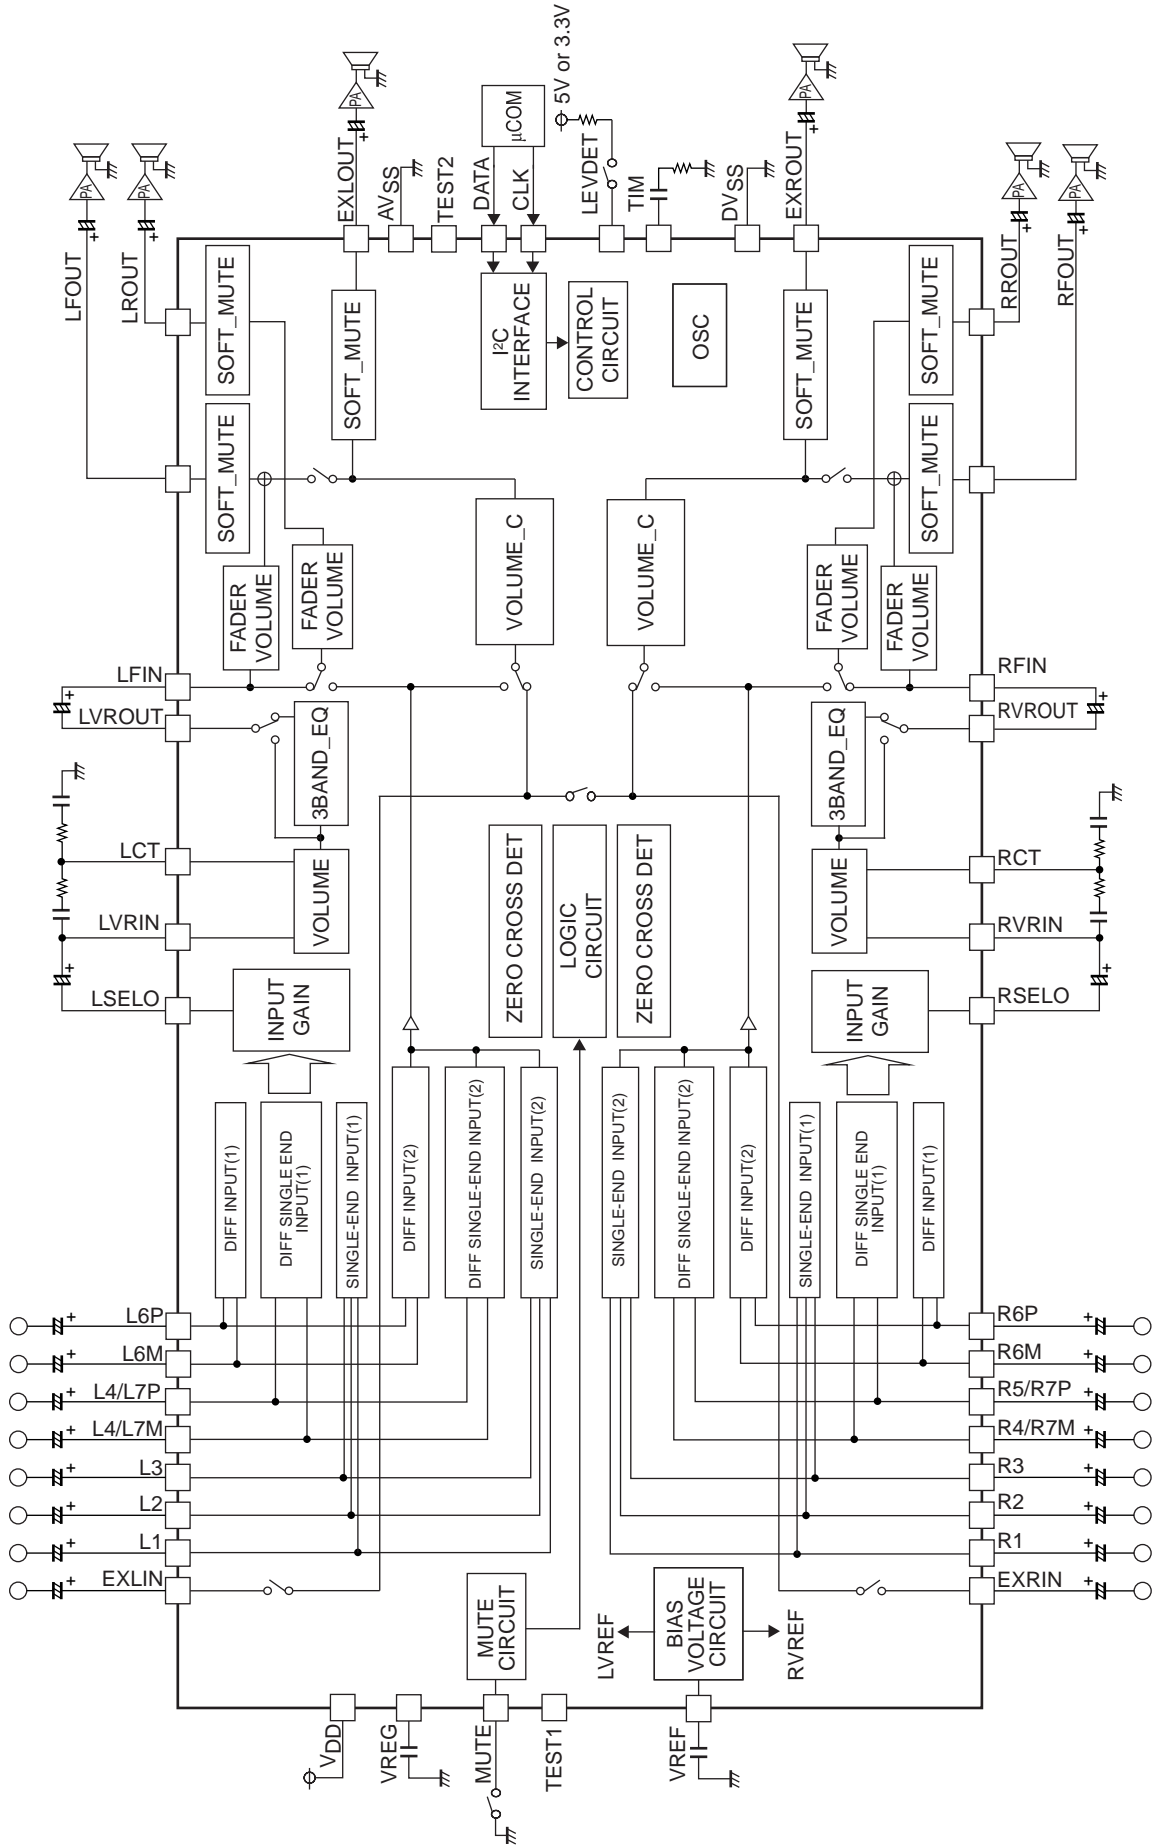 LFOUT
LROUT
PA
PA
EXLOUT
PA
AVSS
TEST2
DATA
CLK
μCOM
LEVDET
5V or 3.3V
TIM
DVSS
EXROUT
PA
RROUT
PA
RFOUT
PA
SOFT_MUTE
SOFT_MUTE
SOFT_MUTE
I²C
INTERFACE
CONTROL
CIRCUIT
OSC
SOFT_MUTE
SOFT_MUTE
SOFT_MUTE
FADER
VOLUME
FADER
VOLUME
VOLUME_C
VOLUME_C
FADER
VOLUME
FADER
VOLUME
LFIN
LVROUT
3BAND_EQ
LCT
LVRIN
VOLUME
LSELO
INPUT
GAIN
ZERO CROSS DET
LOGIC
CIRCUIT
ZERO CROSS DET
RFIN
RVROUT
3BAND_EQ
RCT
RVRIN
VOLUME
RSELO
INPUT
GAIN
DIFF INPUT(1)
DIFF SINGLE END
INPUT(1)
SINGLE-END INPUT(1)
DIFF INPUT(2)
DIFF SINGLE-END INPUT(2)
SINGLE-END INPUT(2)
SINGLE-END INPUT(2)
DIFF SINGLE-END INPUT(2)
DIFF INPUT(2)
SINGLE-END INPUT(1)
DIFF SINGLE END
INPUT(1)
DIFF INPUT(1)
L6P
L6M
L4/L7P
L4/L7M
L3
L2
L1
EXLIN
R6P
R6M
R5/R7P
R4/R7M
R3
R2
R1
EXRIN
MUTE
CIRCUIT
LVREF
BIAS
VOLTAGE
CIRCUIT
RVREF
VDD
VREG
MUTE
TEST1
VREF